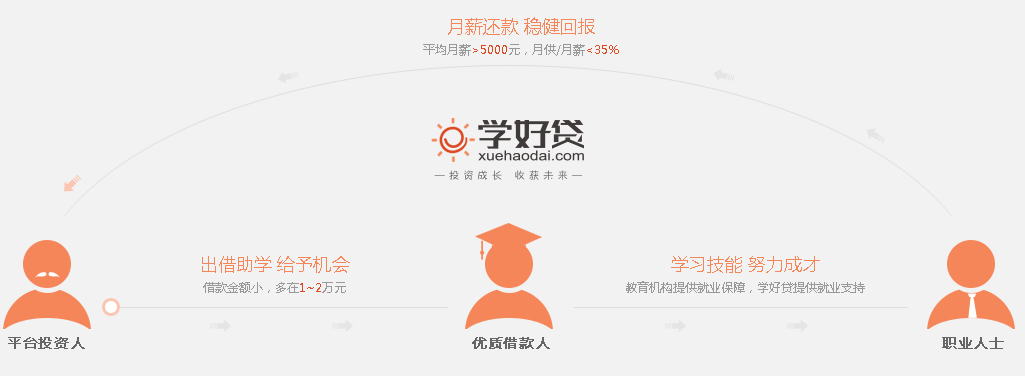 月薪还款 稳健回报
平均月薪>5000元，月供/月薪<35%
学好贷
xuehaodai.com
—投资成长 收获未来—
出借助学 给予机会
借款金额小，多在1~2万元
学习技能 努力成才
教育机构提供就业保障，学好贷提供就业支持
平台投资人
优质借款人
职业人士